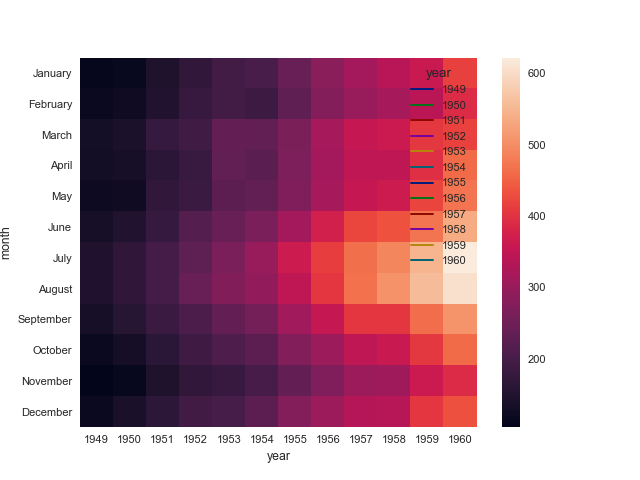 January
February
March
April
May
June
July
August
September
October
November
December
month
1949 1950 1951 1952 1953 1954 1955 1956 1957 1958 1959 1960
year
year
1949
1950
1951
1952
1953
1954
1955
1956
1957
1958
1959
1960
600
500
400
300
200